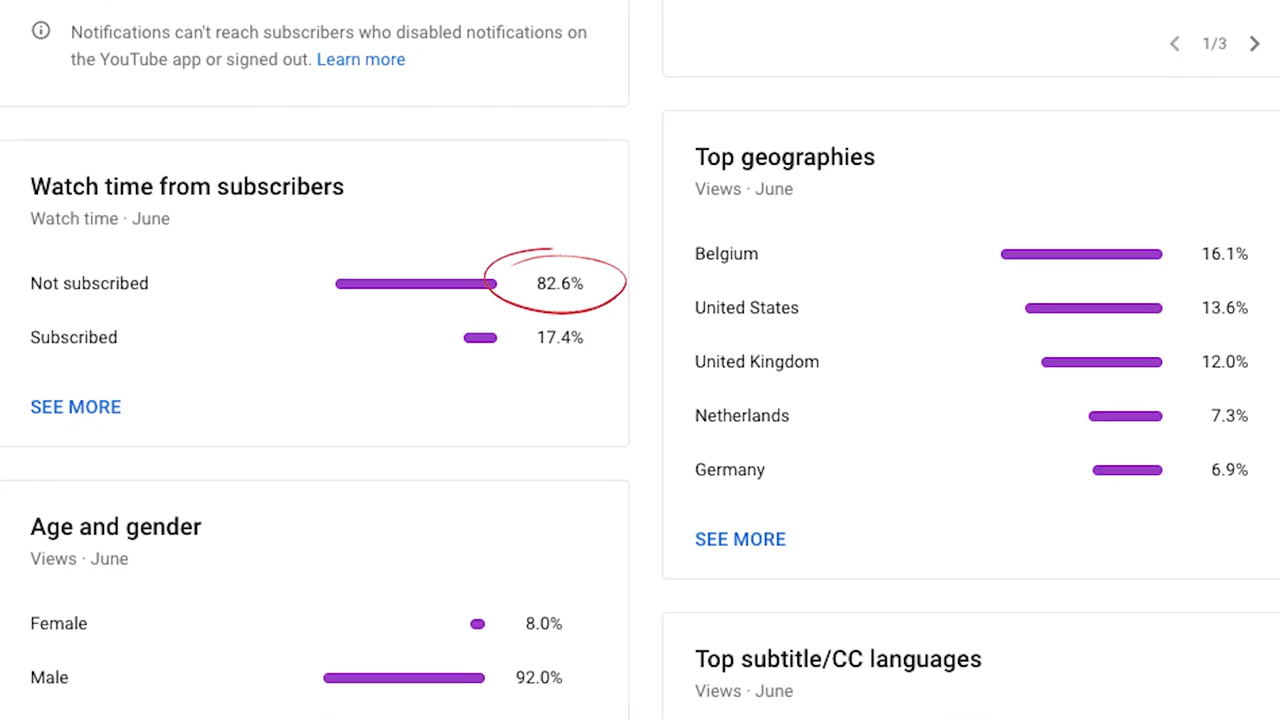 Notifications can't reach subscribers who disabled notifications on
the YouTube app or signed out. Learn more
Watch time from subscribers
Watch time · June
Not subscribed 82.6%
Subscribed 17.4%
SEE MORE
Age and gender
Views · June
Female 8.0%
Male 92.0%
1/3
Top geographies
Views · June
Belgium 16.1%
United States 13.6%
United Kingdom 12.0%
Netherlands 7.3%
Germany 6.9%
SEE MORE
Top subtitle/CC languages
Views · June